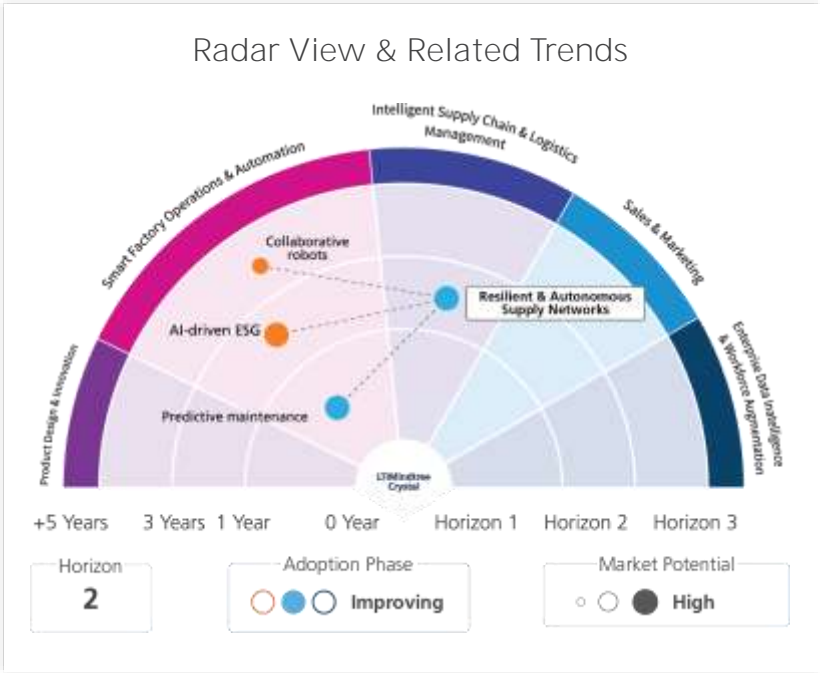 Radar View & Related Trends
Intelligent Supply Chain & Logistics
Management
Smart Factory Operations & Automation
Sales & Marketing
Collaborative
robots
Resilient & Autonomous
Supply Networks
AI-driven ESG
Enterprise Data Inatelligence
& Workforce Augmentation
Product Design & Innovation
Predictive maintenance
LTIMindtree
Crystal
+5 Years 3 Years 1 Year 0 Year Horizon 1 Horizon 2 Horizon 3
Horizon
2
Adoption Phase
Improving
Market Potential
High